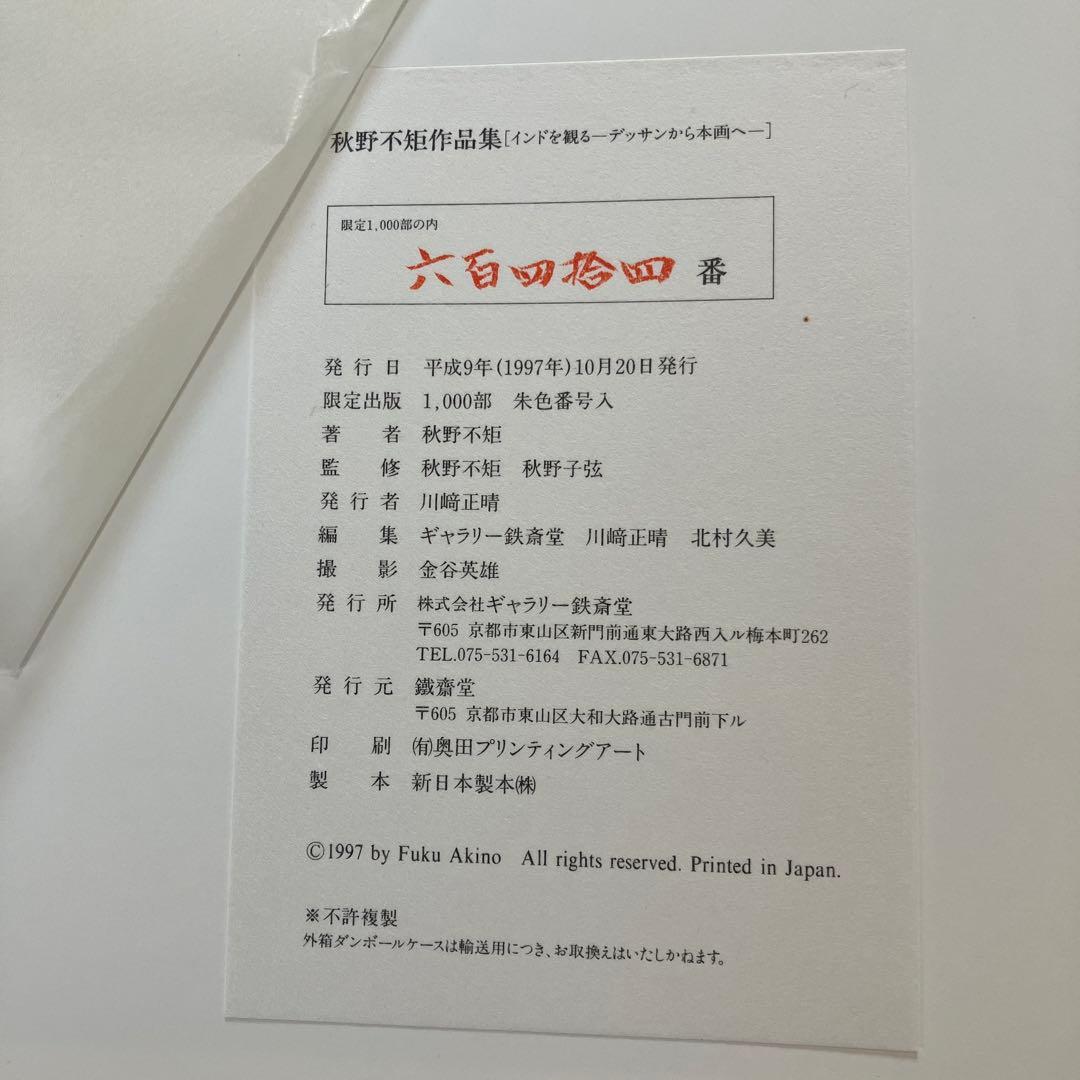 秋野不矩作品集[インドを観る―デッサンから本画へ―]
限定1,000部の内
六百四拾四 番
発行日 平成9年(1997年)10月20日発行
限定出版 1,000部 朱色番号入
著者 秋野不矩
監修 秋野不矩 秋野子弦
発行者 川﨑正晴
編集 ギャラリー鉄斎堂 川﨑正晴 北村久美
撮影 金谷英雄
発行所 株式会社ギャラリー鉄斎堂
〒605 京都市東山区新門前通東大路西入ル梅本町262
TEL.075-531-6164 FAX.075-531-6871
発行元 鐵齋堂
〒605 京都市東山区大和大路通古門前下ル
印刷 ㈲奥田プリンティングアート
製本 新日本製本㈱
©1997 by Fuku Akino All rights reserved. Printed in Japan.
※不許複製
外箱ダンボールケースは輸送用につき、お取換えはいたしかねます。